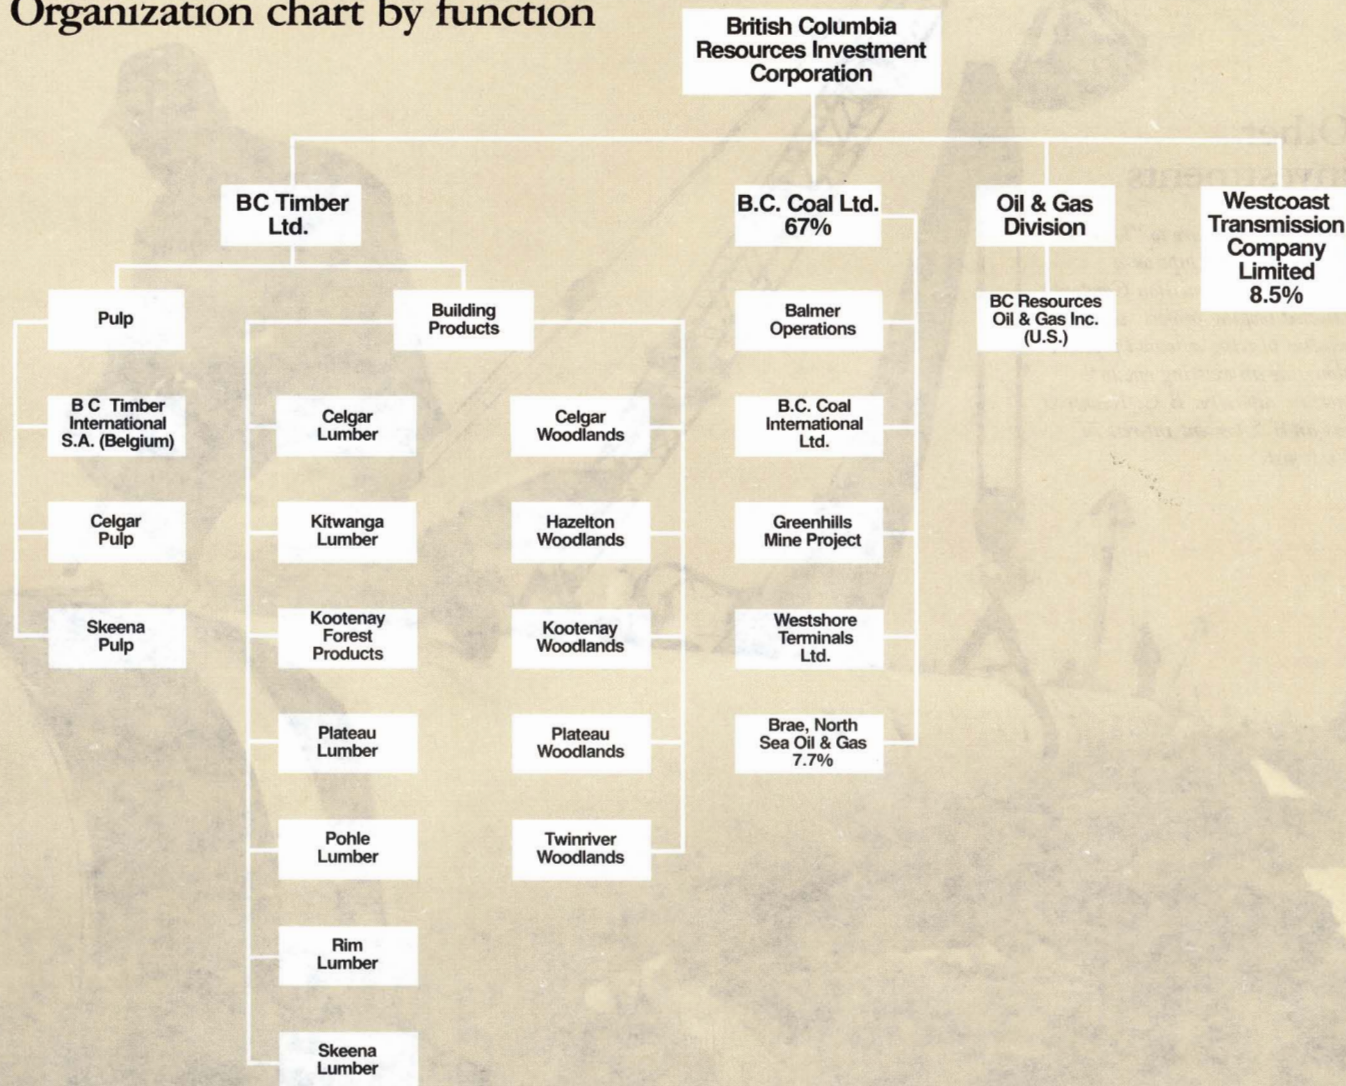 Organization chart by function
British Columbia
Resources Investment
Corporation
BC Timber
Ltd.
B.C. Coal Ltd.
67%
Oil & Gas
Division
Westcoast
Transmission
Company
Limited
8.5%
Pulp
Building
Products
Balmer
Operations
BC Resources
Oil & Gas Inc.
(U.S.)
B C Timber
International
S.A. (Belgium)
Celgar
Lumber
Celgar
Woodlands
B.C. Coal
International
Ltd.
Celgar
Pulp
Kitwanga
Lumber
Hazelton
Woodlands
Greenhills
Mine Project
Skeena
Pulp
Kootenay
Forest
Products
Kootenay
Woodlands
Westshore
Terminals
Ltd.
Plateau
Lumber
Plateau
Woodlands
Brae, North
Sea Oil & Gas
7.7%
Pohle
Lumber
Twinriver
Woodlands
Rim
Lumber
Skeena
Lumber